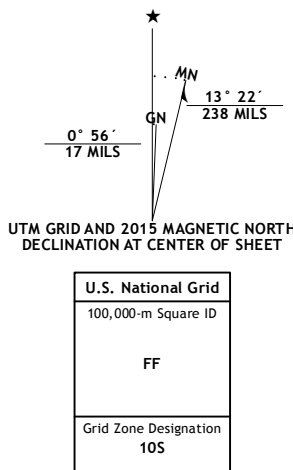 ★
MN
GN
0° 56´
17 MILS
13° 22´
238 MILS
UTM GRID AND 2015 MAGNETIC NORTH
DECLINATION AT CENTER OF SHEET
U.S. National Grid
100,000-m Square ID
FF
Grid Zone Designation
10S